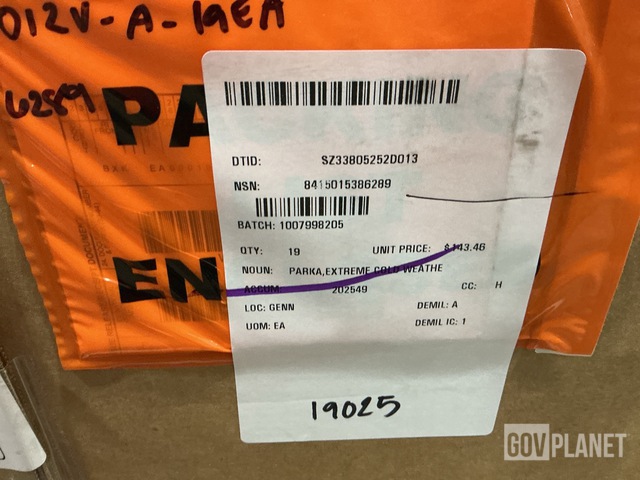 012V-A-19EA
6289
PA
DTID: SZ33805252D013
NSN: 8415015386289
BATCH: 1007998205
QTY: 19 UNIT PRICE: $143.46
NOUN: PARKA,EXTREME COLD WEATHE
EN
ACCUM 202549 CC: H
LOC: GENN DEMIL: A
UOM: EA DEMIL IC: 1
19025
GOVPLANET